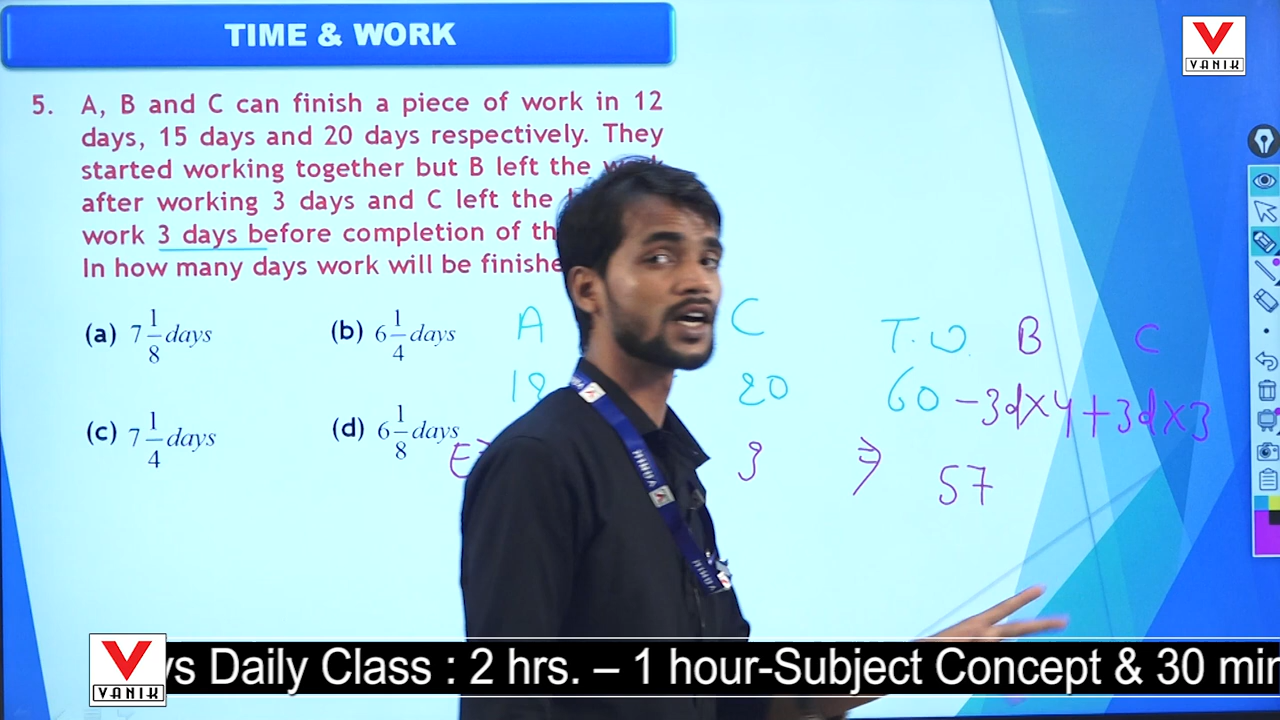 TIME & WORK
VANIK
5. A, B and C can finish a piece of work in 12
days, 15 days and 20 days respectively. They
started working together but B left the
after working 3 days and C left the
work 3 days before completion of
In how many days work will be
(a) 7 1/8 days
(b) 6 1/4 days
(c) 7 1/4 days
(d) 6 1/8 days
A C T.W. B C
12 20 60 - 3d×4 + 3d×3
3 ⇒ 57
VANIK
Daily Class : 2 hrs. – 1 hour-Subject Concept & 30